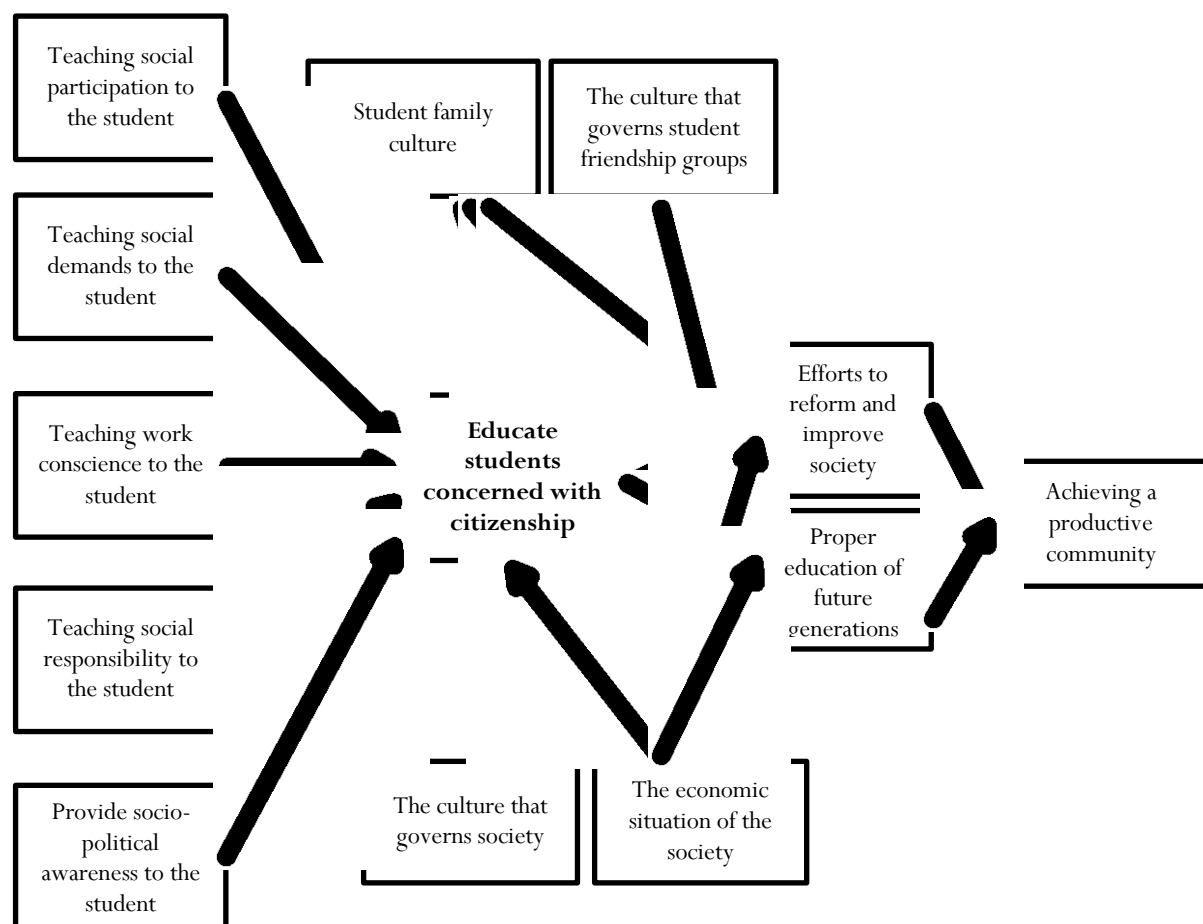 Teaching social
participation to
the student
Student family
culture
The culture that
governs student
friendship groups
Teaching social
demands to the
student
Teaching work
conscience to the
student
Educate
students
concerned with
citizenship
Efforts to
reform and
improve
society
Proper
education of
future
generations
Achieving a
productive
community
Teaching social
responsibility to
the student
Provide socio-
political
awareness to the
student
The culture that
governs society
The economic
situation of the
society